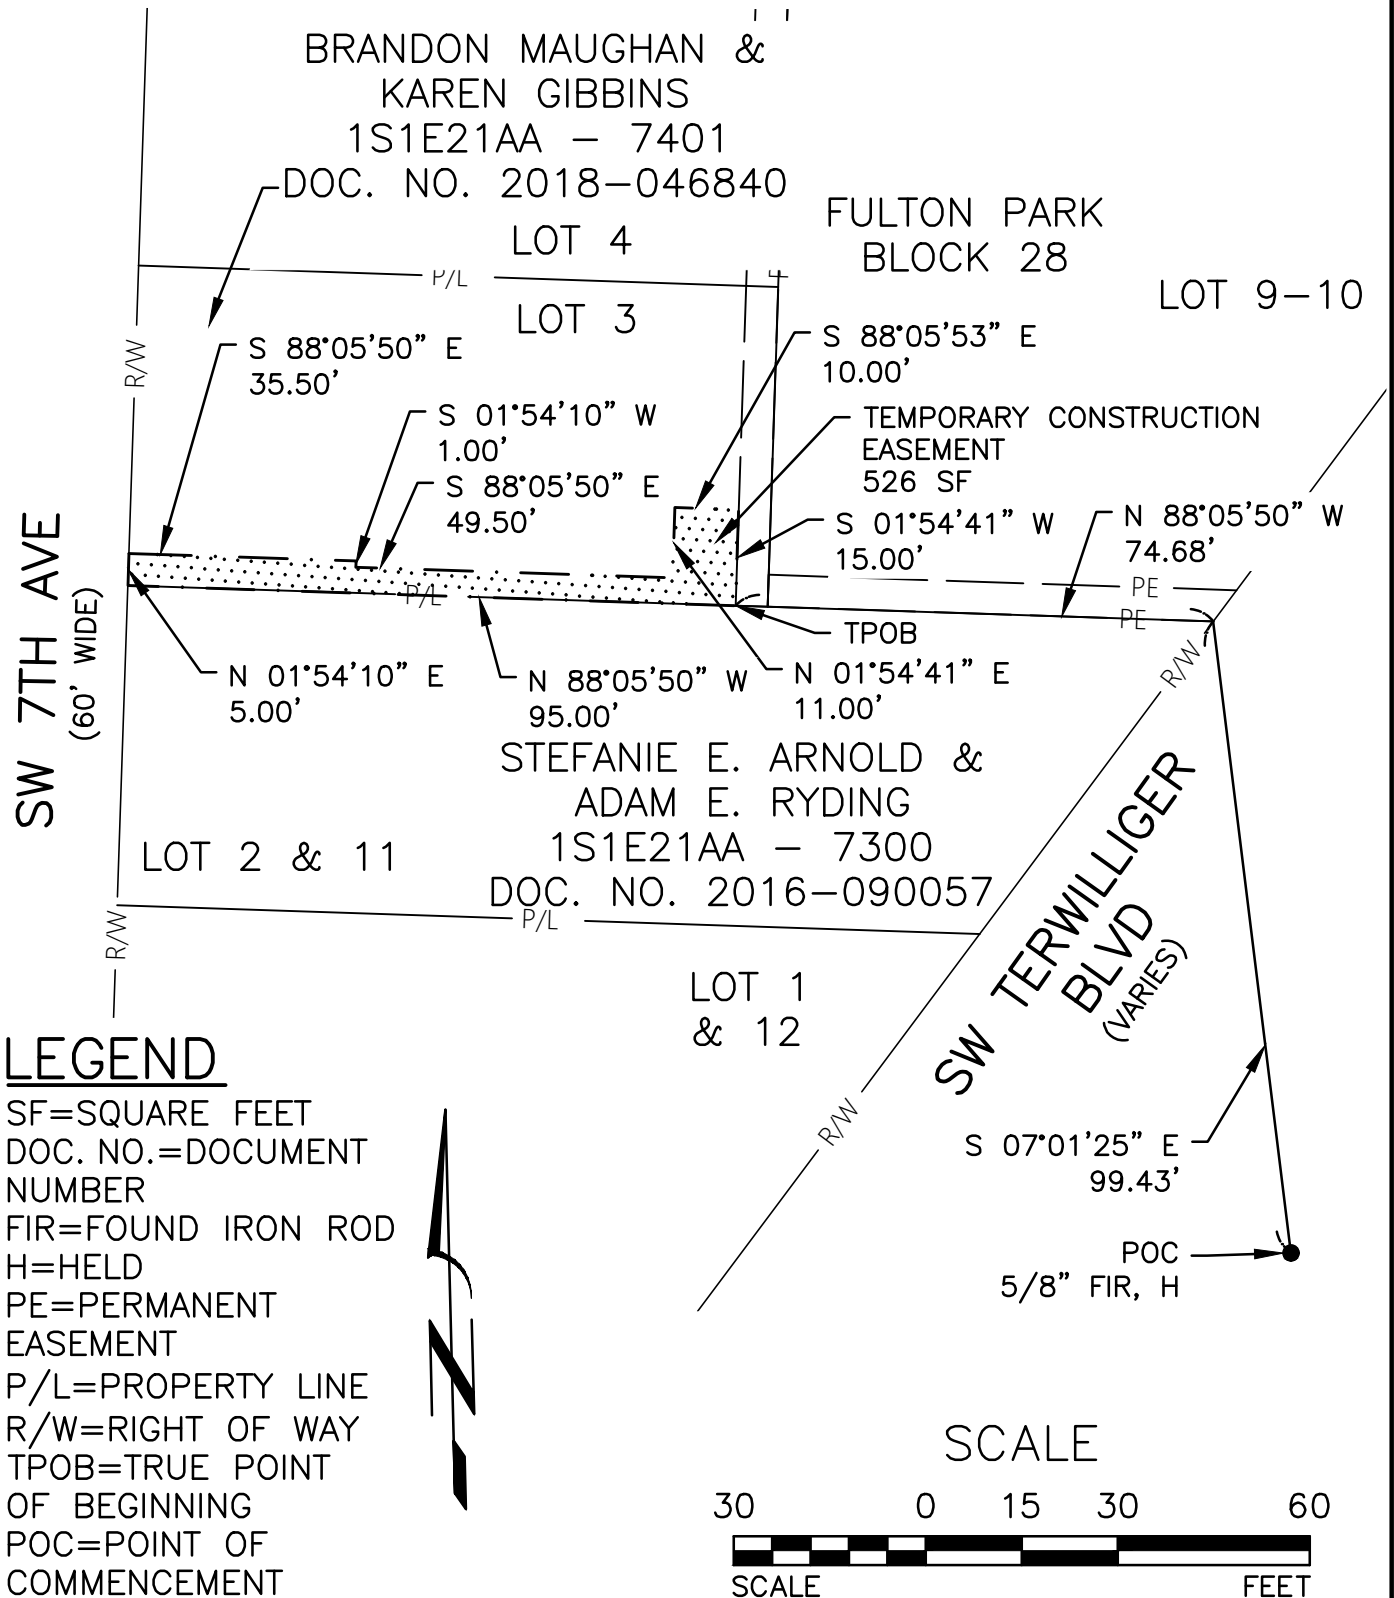 BRANDON MAUGHAN &
KAREN GIBBINS
1S1E21AA – 7401
DOC. NO. 2018–046840
LOT 4
FULTON PARK
BLOCK 28
LOT 9–10
P/L
LOT 3
R/W
S 88°05'50" E
35.50'
S 88°05'53" E
10.00'
S 01°54'10" W
1.00'
TEMPORARY CONSTRUCTION
EASEMENT
526 SF
S 88°05'50" E
49.50'
S 01°54'41" W
15.00'
N 88°05'50" W
74.68'
SW 7TH AVE
(60' WIDE)
P/L
PE
PE
TPOB
R/W
N 01°54'10" E
5.00'
N 88°05'50" W
95.00'
N 01°54'41" E
11.00'
STEFANIE E. ARNOLD &
ADAM E. RYDING
1S1E21AA – 7300
DOC. NO. 2016–090057
LOT 2 & 11
P/L
R/W
SW TERWILLIGER
BLVD
(VARIES)
LOT 1
& 12
R/W
S 07°01'25" E
99.43'
POC
5/8" FIR, H
LEGEND
SF=SQUARE FEET
DOC. NO.=DOCUMENT
NUMBER
FIR=FOUND IRON ROD
H=HELD
PE=PERMANENT
EASEMENT
P/L=PROPERTY LINE
R/W=RIGHT OF WAY
TPOB=TRUE POINT
OF BEGINNING
POC=POINT OF
COMMENCEMENT
N
SCALE
30 0 15 30 60
SCALE FEET